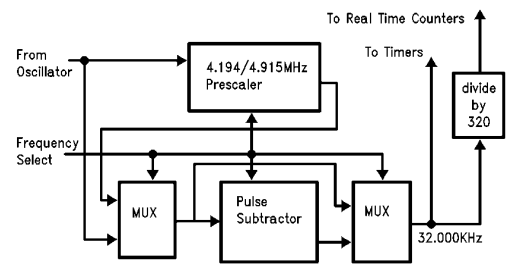 To Real Time Counters
To Timers
From
Oscillator
4.194/4.915MHz
Prescaler
divide
by
320
Frequency
Select
MUX
Pulse
Subtractor
MUX
32.000KHz